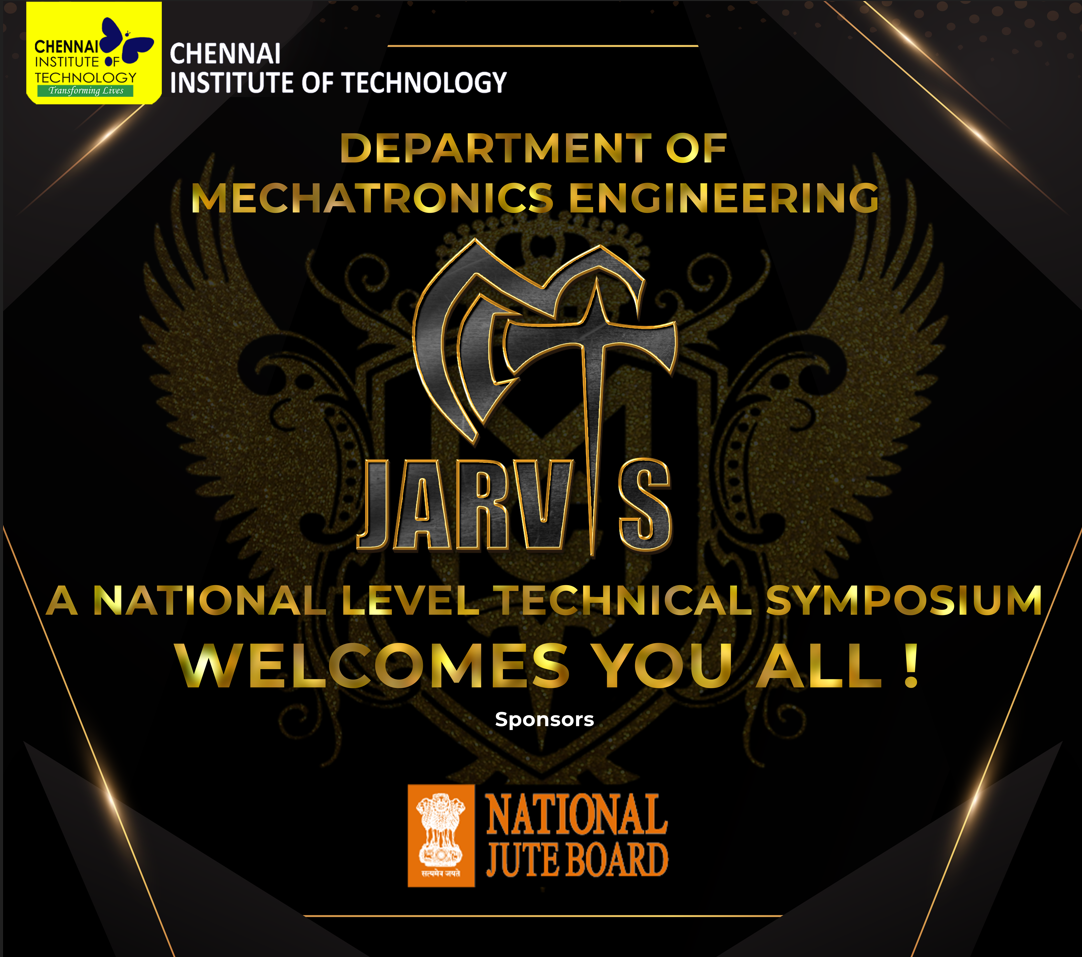 CHENNAI
INSTITUTE OF
TECHNOLOGY
Transforming Lives
CHENNAI
INSTITUTE OF TECHNOLOGY
DEPARTMENT OF
MECHATRONICS ENGINEERING
JARVIS
A NATIONAL LEVEL TECHNICAL SYMPOSIUM
WELCOMES YOU ALL !
Sponsors
NATIONAL
JUTE BOARD
सत्यमेव जयते